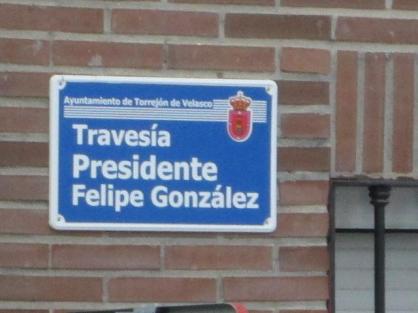 Ayuntamiento de Torrejón de Velasco
Travesía
Presidente
Felipe González